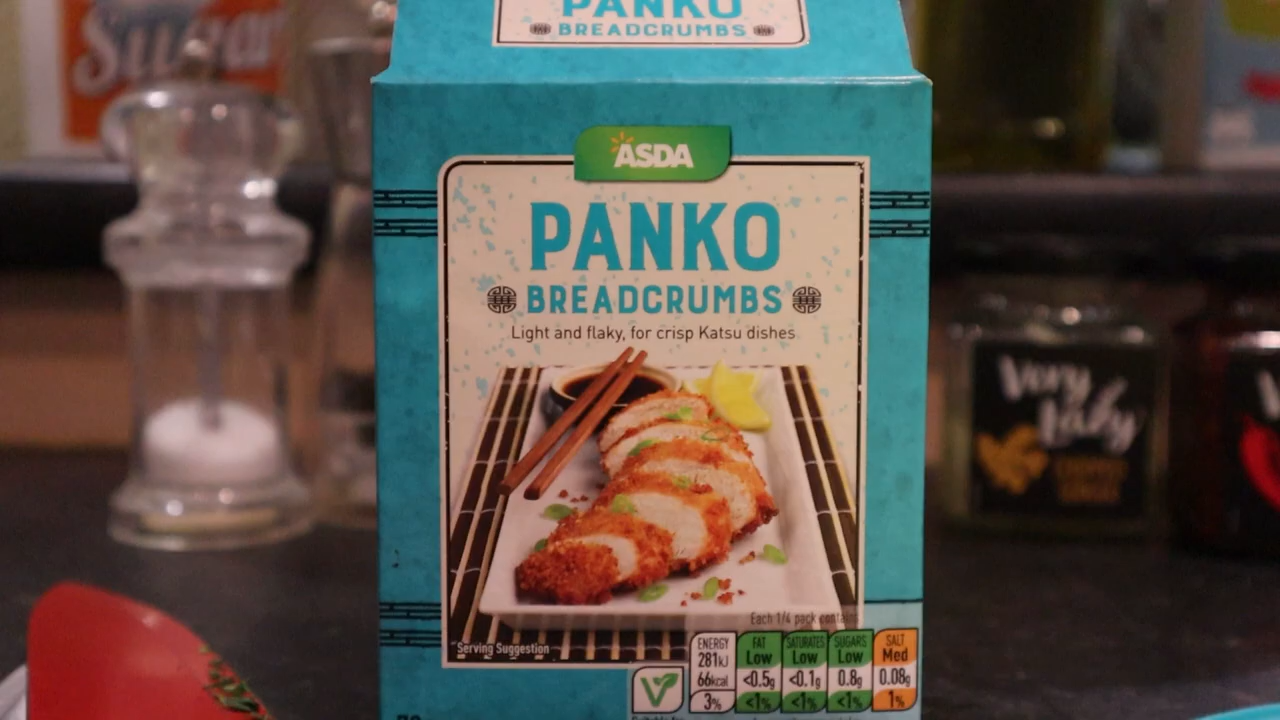 Sugar
PANKO
BREADCRUMBS
ASDA
PANKO
BREADCRUMBS
Light and flaky, for crisp Katsu dishes
Each 1/4 pack contains
Serving Suggestion
ENERGY 281kJ 66kcal 3%
FAT Low <0.5g <1%
SATURATES Low <0.1g <1%
SUGARS Low 0.8g <1%
SALT Med 0.08g 1%
V
Very
Lazy